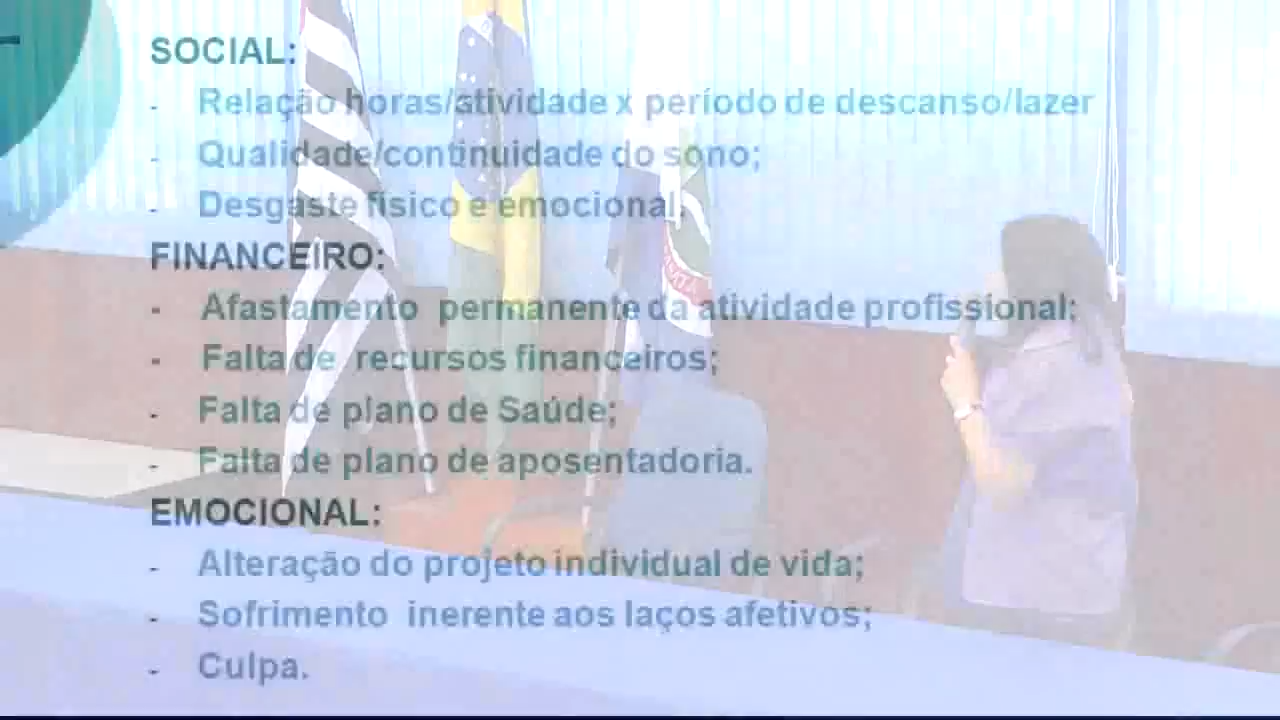 SOCIAL:
- Relação horas/atividade x período de descanso/lazer
- Qualidade/continuidade do sono;
- Desgaste físico e emocional.
FINANCEIRO:
- Afastamento permanente da atividade profissional;
- Falta de recursos financeiros;
- Falta de plano de Saúde;
- Falta de plano de aposentadoria.
EMOCIONAL:
- Alteração do projeto individual de vida;
- Sofrimento inerente aos laços afetivos;
- Culpa.